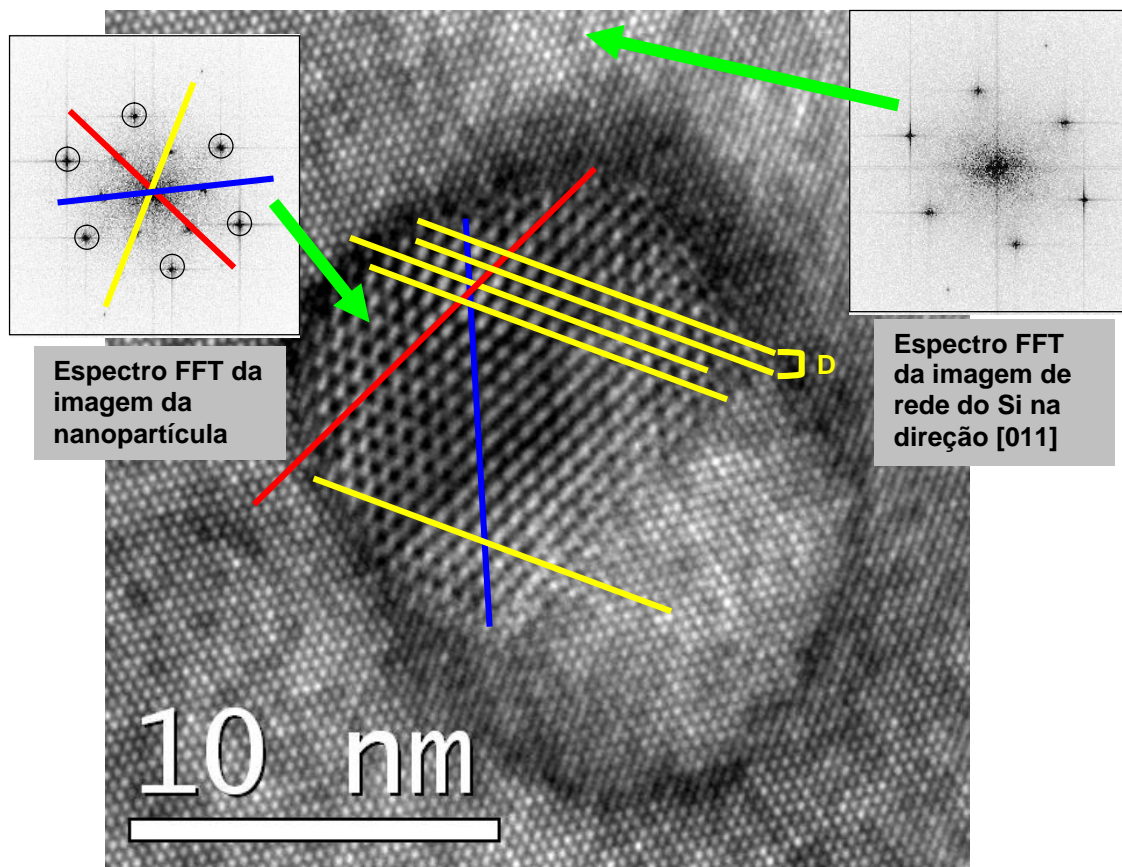 Espectro FFT da
imagem da
nanopartícula
D
Espectro FFT
da imagem de
rede do Si na
direção [011]
10 nm